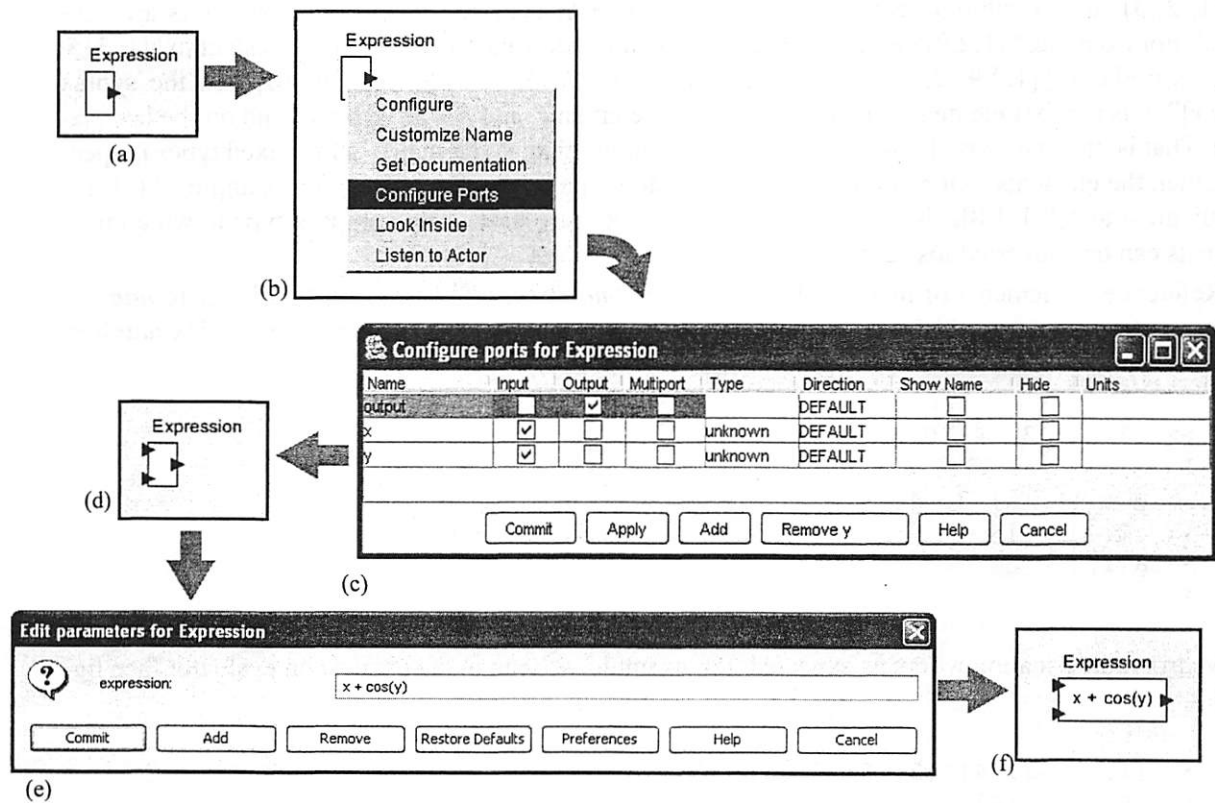 Expression
(a)
Expression
Configure
Customize Name
Get Documentation
Configure Ports
Look Inside
Listen to Actor
(b)
Configure ports for Expression
Name Input Output Multiport Type Direction Show Name Hide Units
output DEFAULT
x unknown DEFAULT
y unknown DEFAULT
Commit Apply Add Remove y Help Cancel
(c)
Expression
(d)
Edit parameters for Expression
? expression: x + cos(y)
Commit Add Remove Restore Defaults Preferences Help Cancel
(e)
Expression
x + cos(y)
(f)